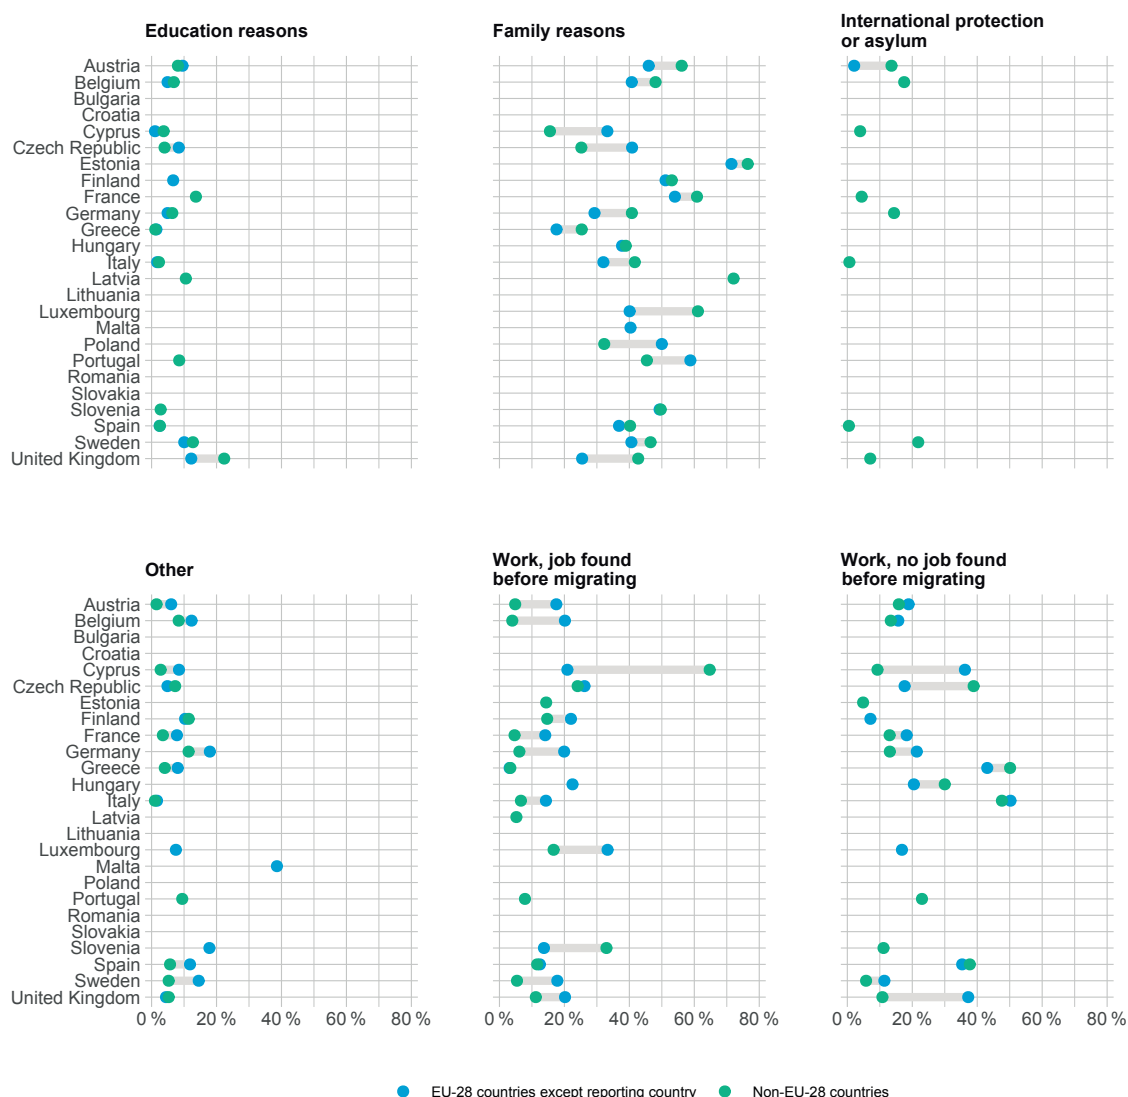 Education reasons
Family reasons
International protection
or asylum
Austria
Belgium
Bulgaria
Croatia
Cyprus
Czech Republic
Estonia
Finland
France
Germany
Greece
Hungary
Italy
Latvia
Lithuania
Luxembourg
Malta
Poland
Portugal
Romania
Slovakia
Slovenia
Spain
Sweden
United Kingdom
Other
Work, job found
before migrating
Work, no job found
before migrating
Austria
Belgium
Bulgaria
Croatia
Cyprus
Czech Republic
Estonia
Finland
France
Germany
Greece
Hungary
Italy
Latvia
Lithuania
Luxembourg
Malta
Poland
Portugal
Romania
Slovakia
Slovenia
Spain
Sweden
United Kingdom
0 % 20 % 40 % 60 % 80 % 0 % 20 % 40 % 60 % 80 % 0 % 20 % 40 % 60 % 80 %
EU-28 countries except reporting country Non-EU-28 countries